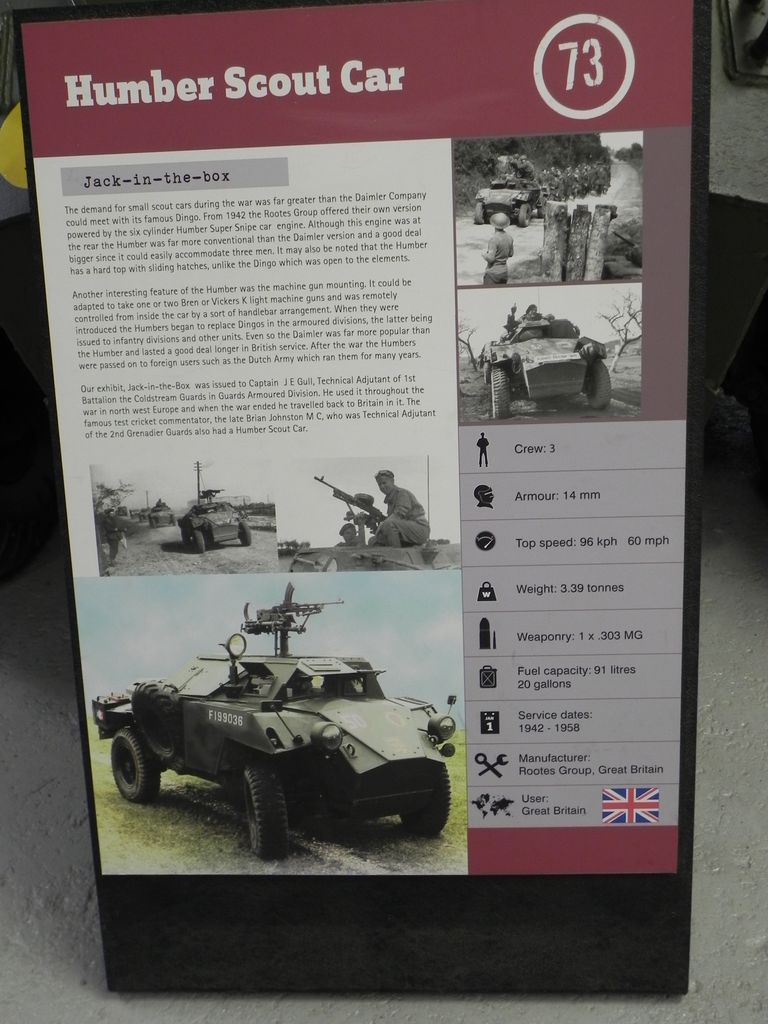 Humber Scout Car
73
Jack-in-the-box
The demand for small scout cars during the war was far greater than the Daimler Company
could meet with its famous Dingo. From 1942 the Rootes Group offered their own version
powered by the six cylinder Humber Super Snipe car engine. Although this engine was at
the rear the Humber was far more conventional than the Daimler version and a good deal
bigger since it could easily accommodate three men. It may also be noted that the Humber
has a hard top with sliding hatches, unlike the Dingo which was open to the elements.
Another interesting feature of the Humber was the machine gun mounting. It could be
adapted to take one or two Bren or Vickers K light machine guns and was remotely
controlled from inside the car by a sort of handlebar arrangement. When they were
introduced the Humbers began to replace Dingos in the armoured divisions, the latter being
issued to infantry divisions and other units. Even so the Daimler was far more popular than
the Humber and lasted a good deal longer in British service. After the war the Humbers
were passed on to foreign users such as the Dutch Army which ran them for many years.
Our exhibit, Jack-in-the-Box was issued to Captain J E Gull, Technical Adjutant of 1st
Battalion the Coldstream Guards in Guards Armoured Division. He used it throughout the
war in north west Europe and when the war ended he travelled back to Britain in it. The
famous test cricket commentator, the late Brian Johnston M C, who was Technical Adjutant
of the 2nd Grenadier Guards also had a Humber Scout Car.
Crew: 3
Armour: 14 mm
Top speed: 96 kph 60 mph
W
Weight: 3.39 tonnes
Weaponry: 1 x .303 MG
Fuel capacity: 91 litres
20 gallons
JAN
1
Service dates:
1942 - 1958
Manufacturer:
Rootes Group, Great Britain
User:
Great Britain
F199036